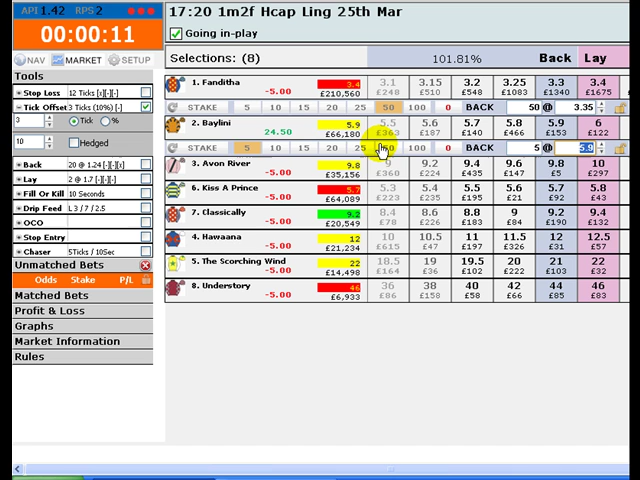 API 1.42 RPS 2
00:00:11
NAV MARKET SETUP
Tools
Stop Loss 12 Ticks [-][-][-]
Tick Offset 3 Ticks (10%) [-]
3 Tick %
10 Hedged
Back 20 @ 1.24 [-][-]
Lay 2 @ 1.7 [-][-]
Fill Or Kill 10 Seconds
Drip Feed L 3 / 7 / 2.5
OCO
Stop Entry
Chaser 5Ticks / 10Sec
Unmatched Bets
Odds Stake P/L
Matched Bets
Profit & Loss
Graphs
Market Information
Rules
17:20 1m2f Hcap Ling 25th Mar
Going in-play
Selections: (8) 101.81% Back Lay
1. Fanditha 3.4 3.1 3.15 3.2 3.25 3.3 3.4
-5.00 £210,560 £248 £510 £548 £1083 £1340 £1675
STAKE 5 10 15 20 25 50 100 0 BACK 50 @ 3.35
2. Baylini 5.9 5.5 5.6 5.7 5.8 5.9 6
24.50 £66,180 £363 £187 £140 £466 £153 £122
STAKE 5 10 15 20 25 50 100 0 BACK 5 @ 5.9
3. Avon River 9.8 9 9.2 9.4 9.6 9.8 10
-5.00 £35,156 £360 £224 £435 £147 £5 £297
6. Kiss A Prince 5.7 5.3 5.4 5.5 5.6 5.7 5.8
-5.00 £64,089 £223 £235 £95 £21 £92 £43
7. Classically 9.2 8.4 8.6 8.8 9 9.2 9.4
-5.00 £20,549 £78 £226 £183 £84 £190 £132
4. Hawaana 12 10 10.5 11 11.5 12 12.5
-5.00 £21,234 £615 £47 £197 £326 £31 £57
5. The Scorching Wind 22 18.5 19 19.5 20 21 22
-5.00 £14,498 £164 £36 £102 £222 £103 £32
8. Understory 46 36 38 40 42 44 46
-5.00 £6,933 £86 £158 £58 £66 £85 £83